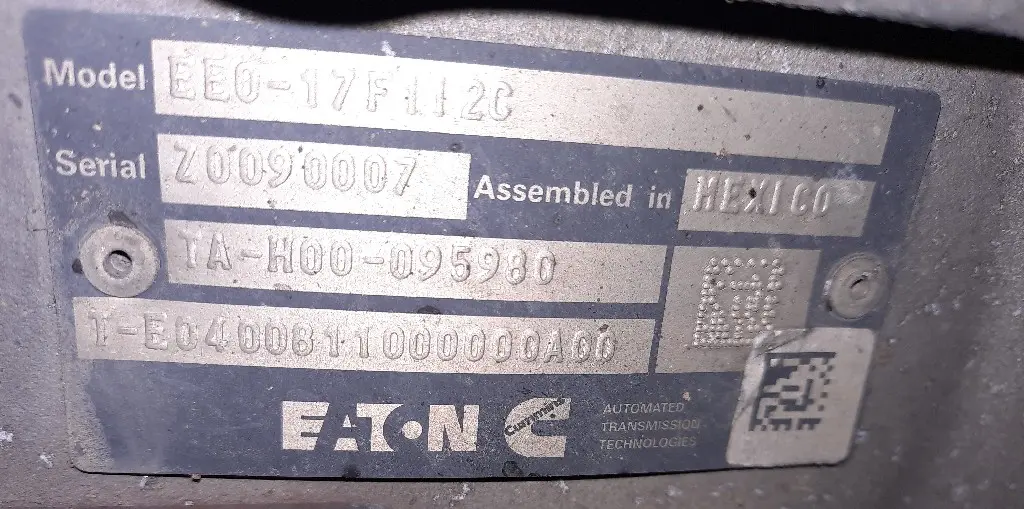 Model EEO-17F112C
Serial Z0090007 Assembled in MEXICO
TA-H00-095980
T-E0400811000000A00
EATON Cummins AUTOMATED
TRANSMISSION
TECHNOLOGIES